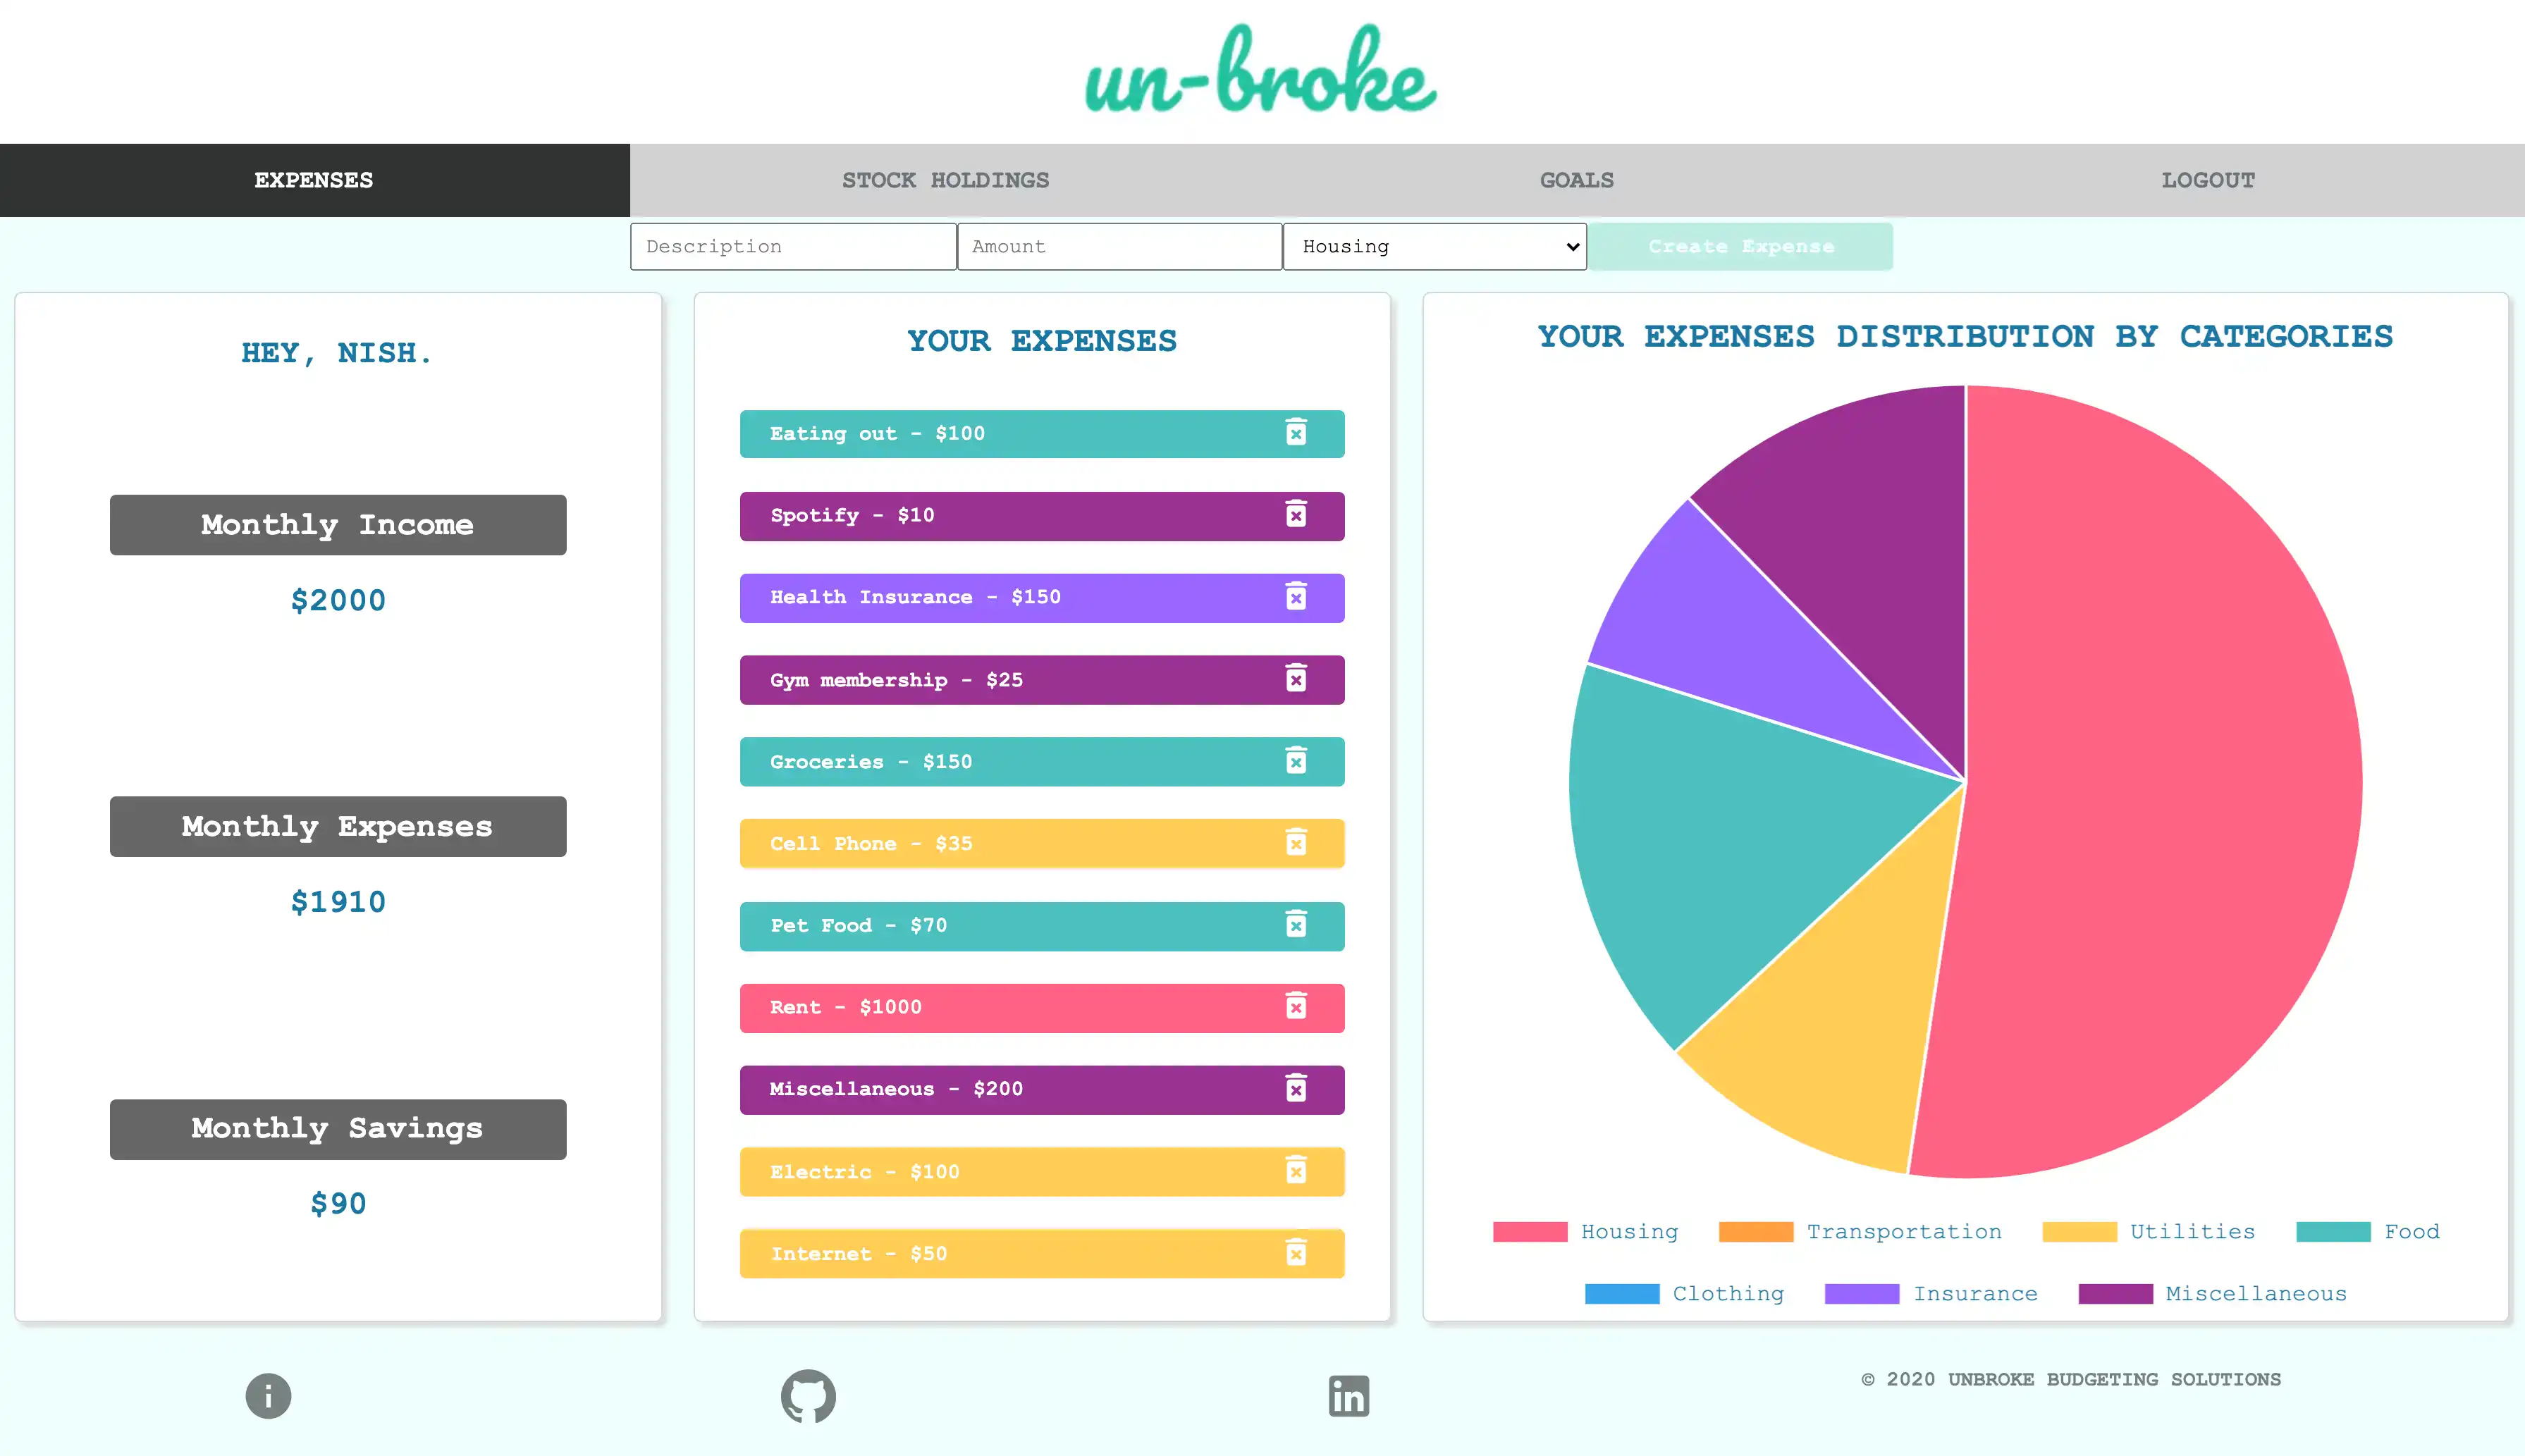 un-broke
EXPENSES
STOCK HOLDINGS
GOALS
LOGOUT
Description
Amount
Housing
Create Expense
HEY, NISH.
Monthly Income
$2000
Monthly Expenses
$1910
Monthly Savings
$90
YOUR EXPENSES
Eating out - $100
Spotify - $10
Health Insurance - $150
Gym membership - $25
Groceries - $150
Cell Phone - $35
Pet Food - $70
Rent - $1000
Miscellaneous - $200
Electric - $100
Internet - $50
YOUR EXPENSES DISTRIBUTION BY CATEGORIES
Housing
Transportation
Utilities
Food
Clothing
Insurance
Miscellaneous
in
© 2020 UNBROKE BUDGETING SOLUTIONS